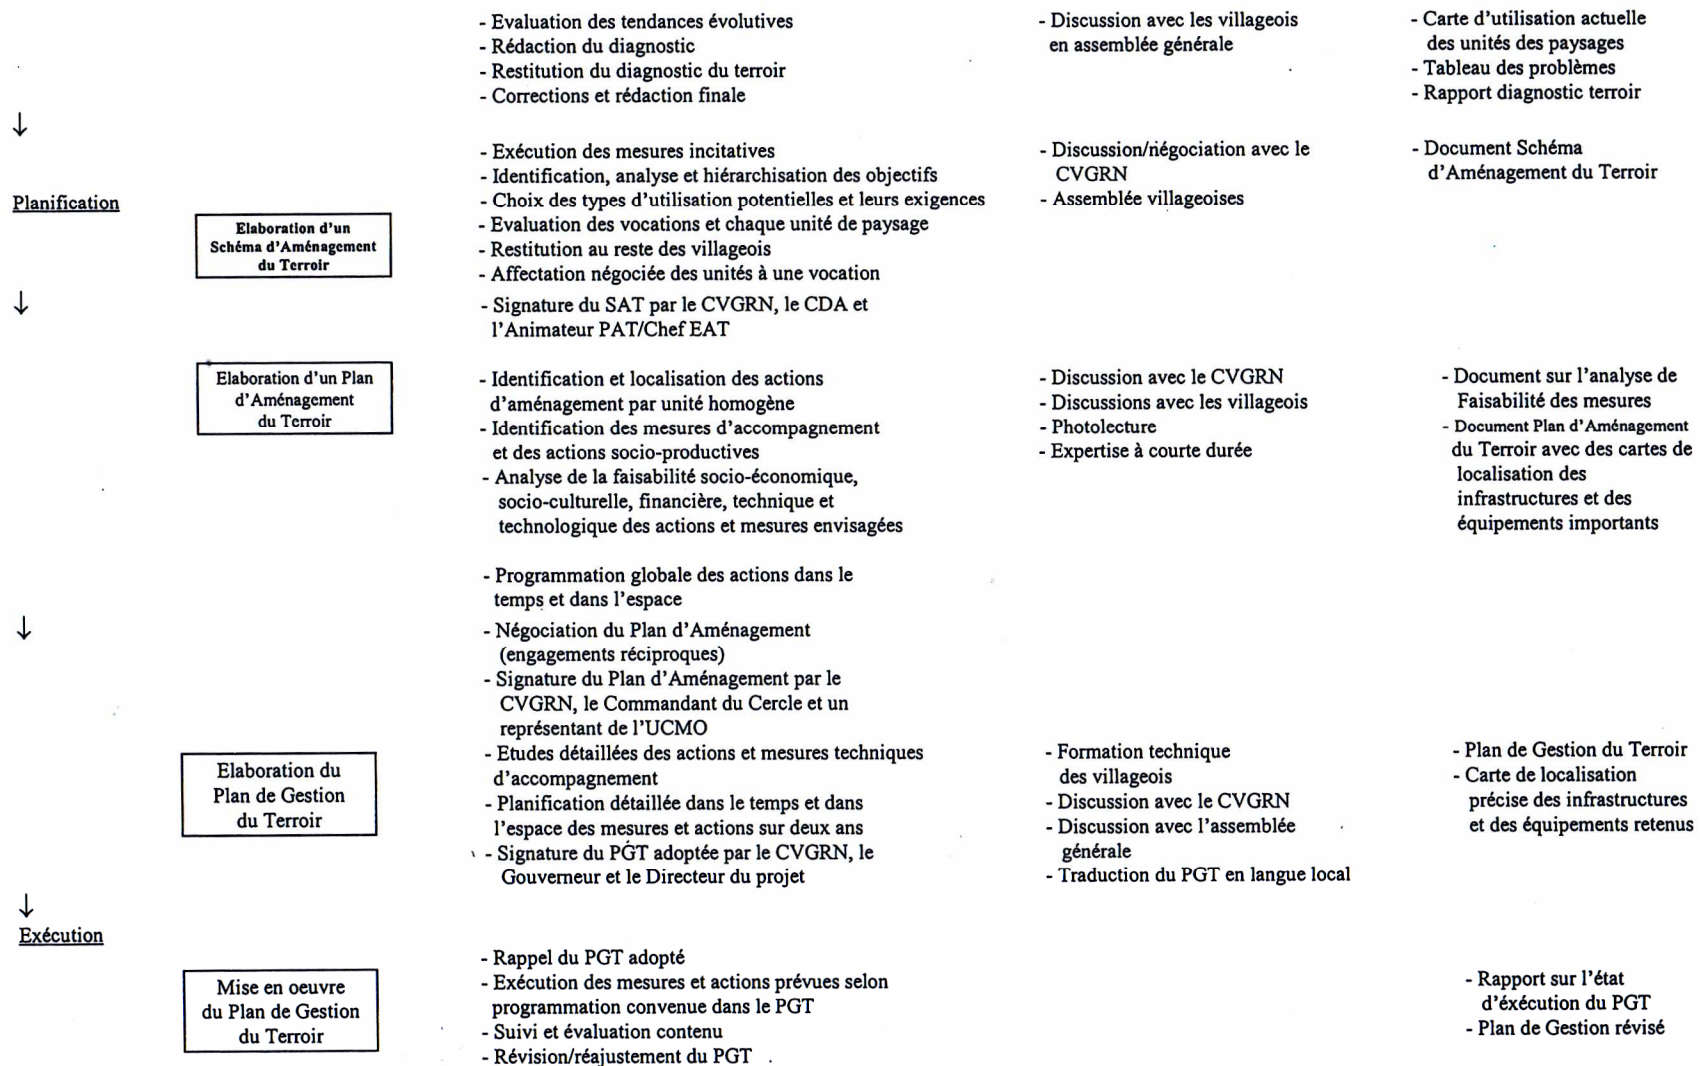 - Evaluation des tendances évolutives
- Rédaction du diagnostic
- Restitution du diagnostic du terroir
- Corrections et rédaction finale
- Discussion avec les villageois
en assemblée générale
- Carte d'utilisation actuelle
des unités des paysages
- Tableau des problèmes
- Rapport diagnostic terroir
↓
Planification
Elaboration d'un
Schéma d'Aménagement
du Terroir
- Exécution des mesures incitatives
- Identification, analyse et hiérarchisation des objectifs
- Choix des types d'utilisation potentielles et leurs exigences
- Evaluation des vocations et chaque unité de paysage
- Restitution au reste des villageois
- Affectation négociée des unités à une vocation
- Signature du SAT par le CVGRN, le CDA et
l'Animateur PAT/Chef EAT
- Discussion/négociation avec le
CVGRN
- Assemblée villageoises
- Document Schéma
d'Aménagement du Terroir
↓
Elaboration d'un Plan
d'Aménagement
du Terroir
- Identification et localisation des actions
d'aménagement par unité homogène
- Identification des mesures d'accompagnement
et des actions socio-productives
- Analyse de la faisabilité socio-économique,
socio-culturelle, financière, technique et
technologique des actions et mesures envisagées
- Programmation globale des actions dans le
temps et dans l'espace
- Négociation du Plan d'Aménagement
(engagements réciproques)
- Signature du Plan d'Aménagement par le
CVGRN, le Commandant du Cercle et un
représentant de l'UCMO
- Discussion avec le CVGRN
- Discussions avec les villageois
- Photolecture
- Expertise à courte durée
- Document sur l'analyse de
Faisabilité des mesures
- Document Plan d'Aménagement
du Terroir avec des cartes de
localisation des
infrastructures et des
équipements importants
↓
Elaboration du
Plan de Gestion
du Terroir
- Etudes détaillées des actions et mesures techniques
d'accompagnement
- Planification détaillée dans le temps et dans
l'espace des mesures et actions sur deux ans
- Signature du PGT adoptée par le CVGRN, le
Gouverneur et le Directeur du projet
- Formation technique
des villageois
- Discussion avec le CVGRN
- Discussion avec l'assemblée
générale
- Traduction du PGT en langue local
- Plan de Gestion du Terroir
- Carte de localisation
précise des infrastructures
et des équipements retenus
↓
Exécution
Mise en oeuvre
du Plan de Gestion
du Terroir
- Rappel du PGT adopté
- Exécution des mesures et actions prévues selon
programmation convenue dans le PGT
- Suivi et évaluation contenu
- Révision/réajustement du PGT
- Rapport sur l'état
d'éxécution du PGT
- Plan de Gestion révisé